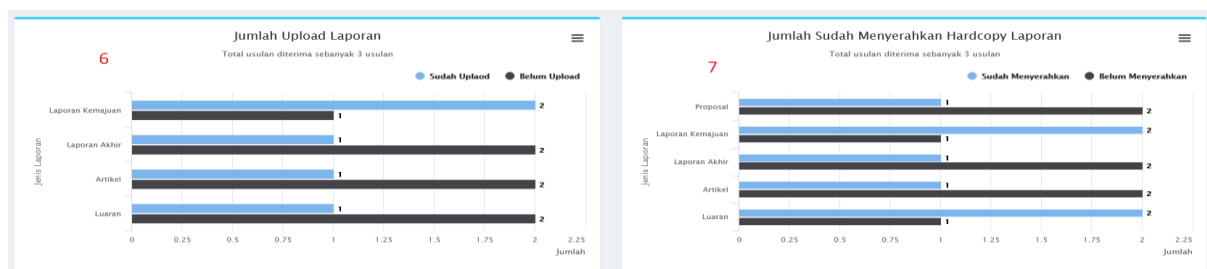 Jumlah Upload Laporan
6
Total usulan diterima sebanyak 3 usulan
Sudah Uplaod
Belum Upload
Jenis Laporan
Laporan Kemajuan
2
1
Laporan Akhir
1
2
Artikel
1
2
Luaran
1
2
0 0.25 0.5 0.75 1 1.25 1.5 1.75 2 2.25
Jumlah
Jumlah Sudah Menyerahkan Hardcopy Laporan
7
Total usulan diterima sebanyak 3 usulan
Sudah Menyerahkan
Belum Menyerahkan
Jenis Laporan
Proposal
1
2
Laporan Kemajuan
2
1
Laporan Akhir
1
2
Artikel
1
2
Luaran
2
1
0 0.25 0.5 0.75 1 1.25 1.5 1.75 2 2.25
Jumlah